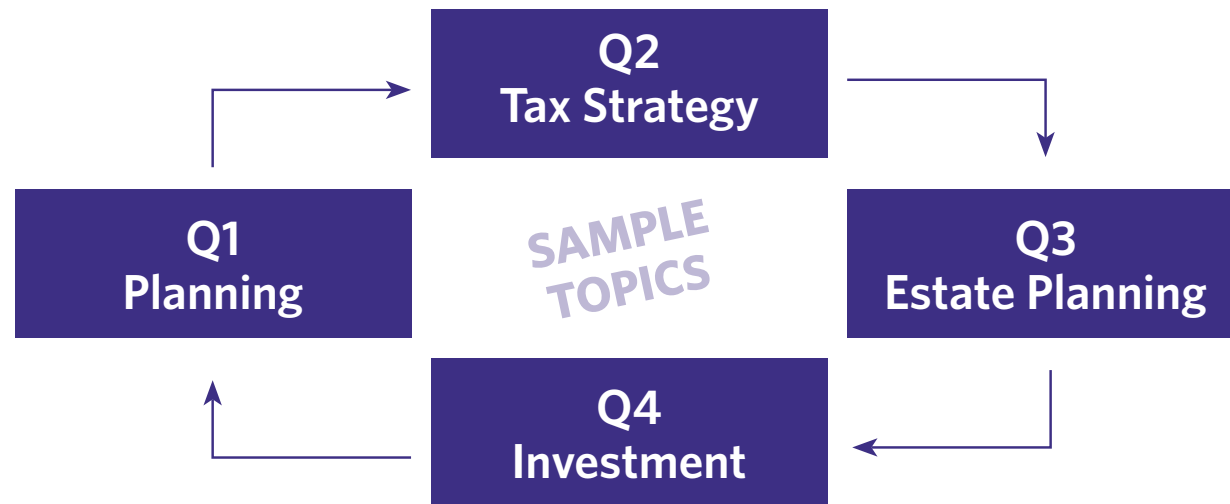 Q2
Tax Strategy
Q1
Planning
SAMPLE
TOPICS
Q3
Estate Planning
Q4
Investment